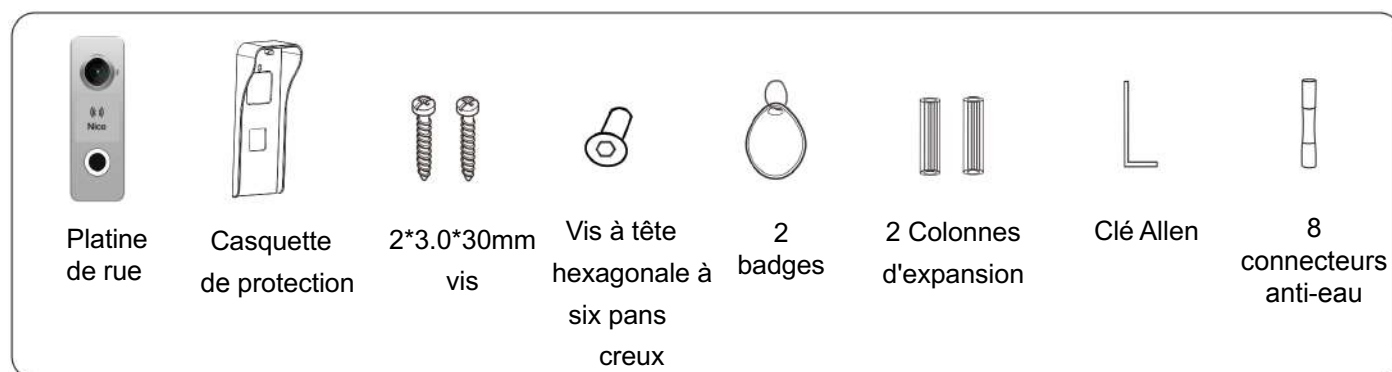 Nice
Platine
de rue
Casquette
de protection
2*3.0*30mm
vis
Vis à tête
hexagonale à
six pans
creux
2
badges
2 Colonnes
d'expansion
Clé Allen
8
connecteurs
anti-eau